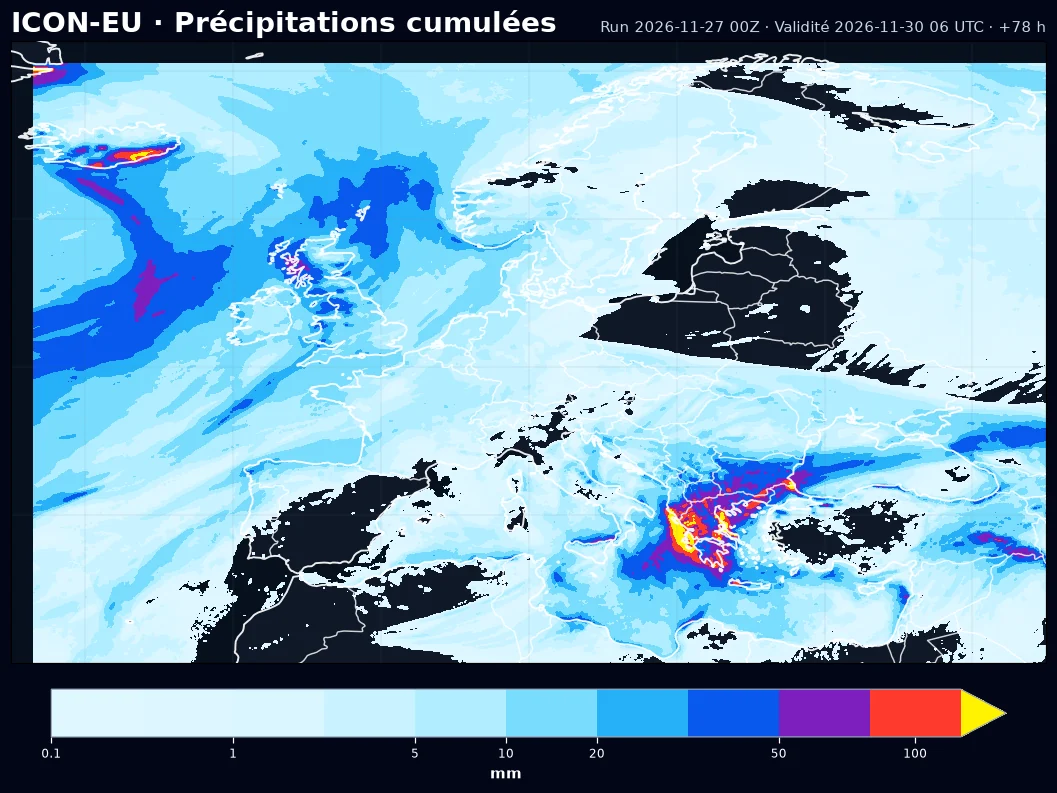 ICON-EU · Précipitations cumulées
Run 2026-11-27 00Z · Validité 2026-11-30 06 UTC · +78 h
0.1 1 5 10 20 50 100
mm